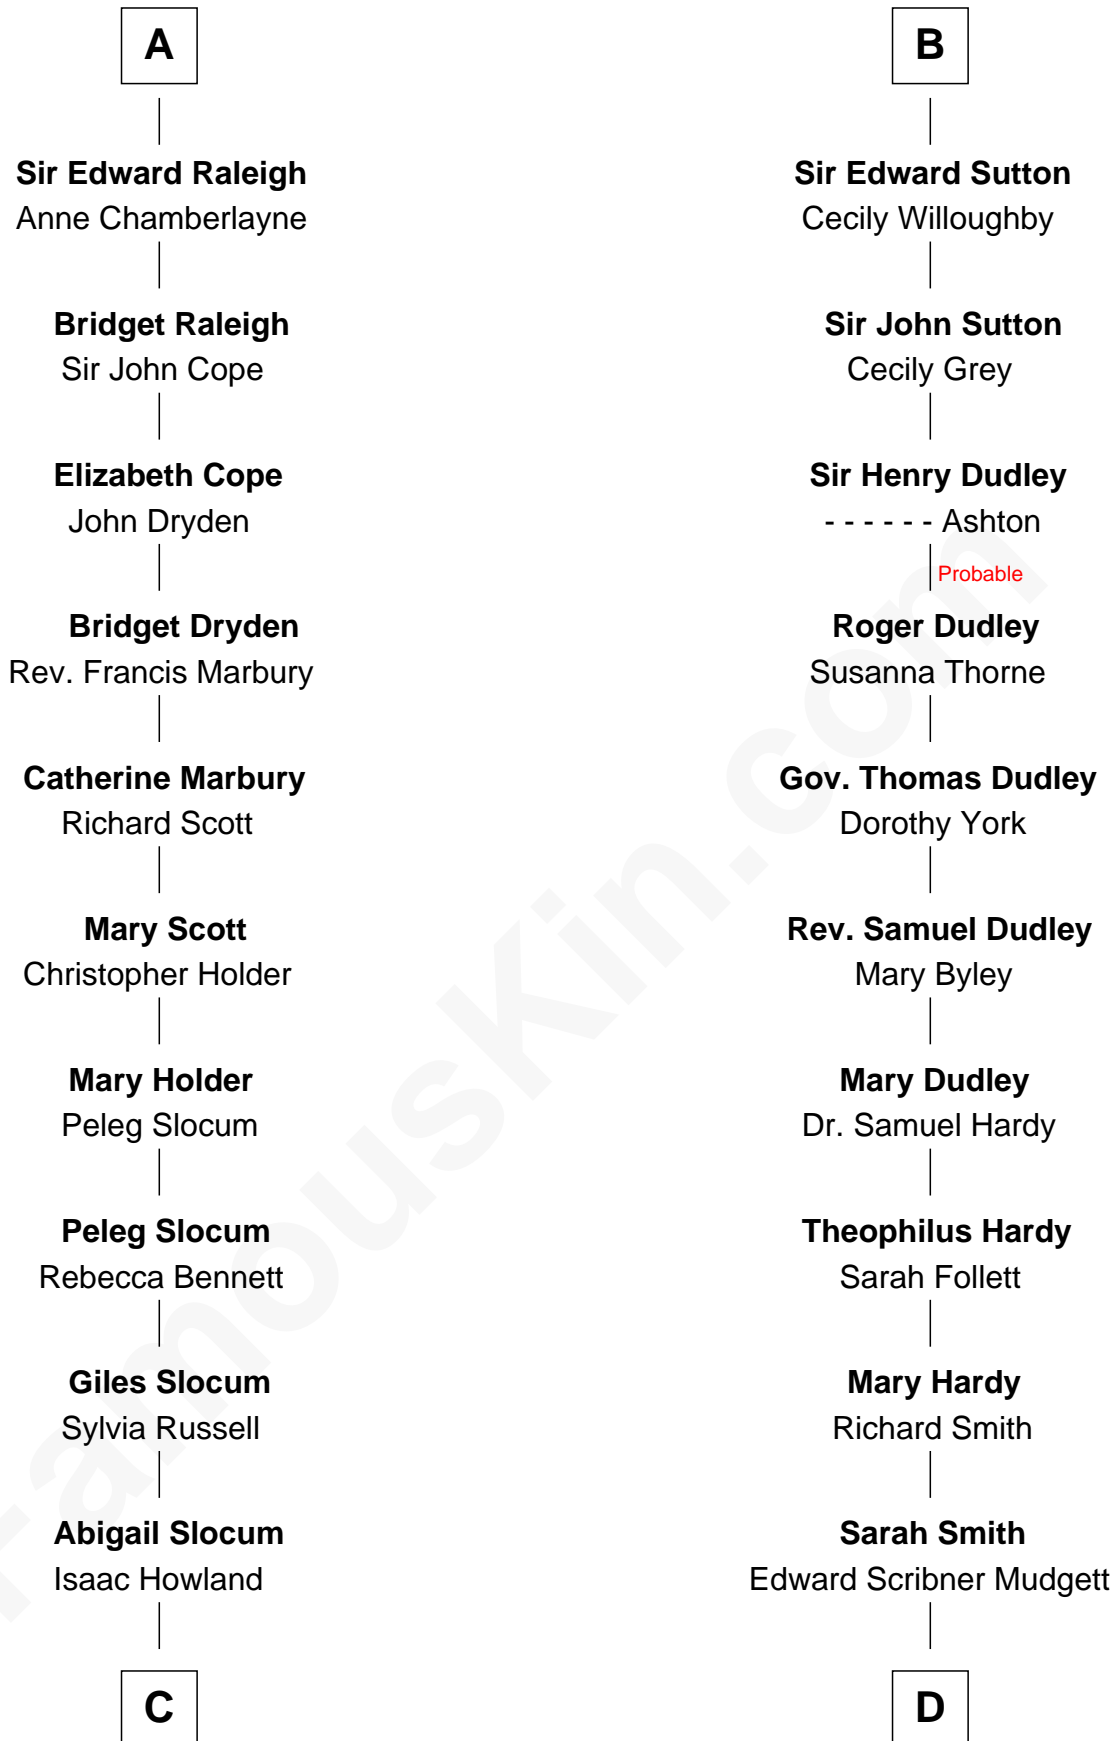 A
Sir Edward Raleigh
Anne Chamberlayne
Bridget Raleigh
Sir John Cope
Elizabeth Cope
John Dryden
Bridget Dryden
Rev. Francis Marbury
Catherine Marbury
Richard Scott
Mary Scott
Christopher Holder
Mary Holder
Peleg Slocum
Peleg Slocum
Rebecca Bennett
Giles Slocum
Sylvia Russell
Abigail Slocum
Isaac Howland
C
B
Sir Edward Sutton
Cecily Willoughby
Sir John Sutton
Cecily Grey
Sir Henry Dudley
- - - - - - Ashton
Probable
Roger Dudley
Susanna Thorne
Gov. Thomas Dudley
Dorothy York
Rev. Samuel Dudley
Mary Byley
Mary Dudley
Dr. Samuel Hardy
Theophilus Hardy
Sarah Follett
Mary Hardy
Richard Smith
Sarah Smith
Edward Scribner Mudgett
D
FamousKin.com